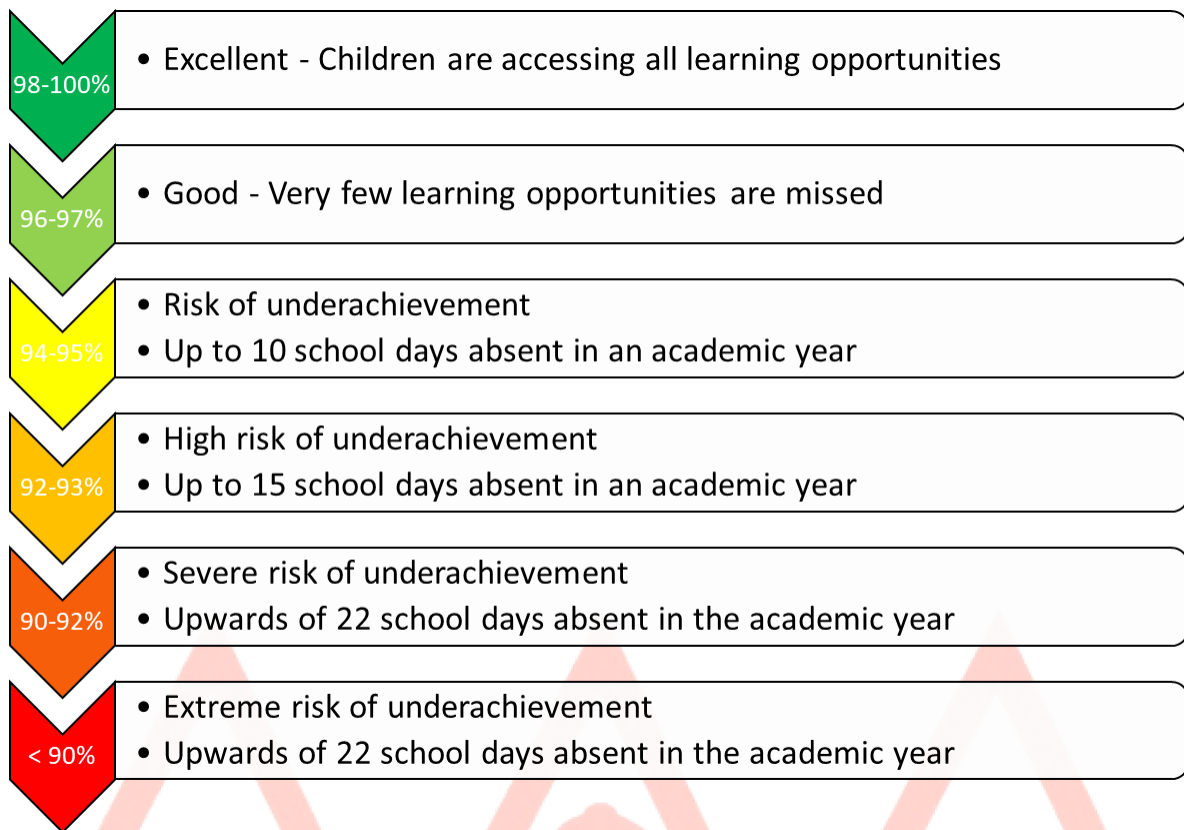 98-100%
• Excellent - Children are accessing all learning opportunities
96-97%
• Good - Very few learning opportunities are missed
94-95%
• Risk of underachievement
• Up to 10 school days absent in an academic year
92-93%
• High risk of underachievement
• Up to 15 school days absent in an academic year
90-92%
• Severe risk of underachievement
• Upwards of 22 school days absent in the academic year
< 90%
• Extreme risk of underachievement
• Upwards of 22 school days absent in the academic year